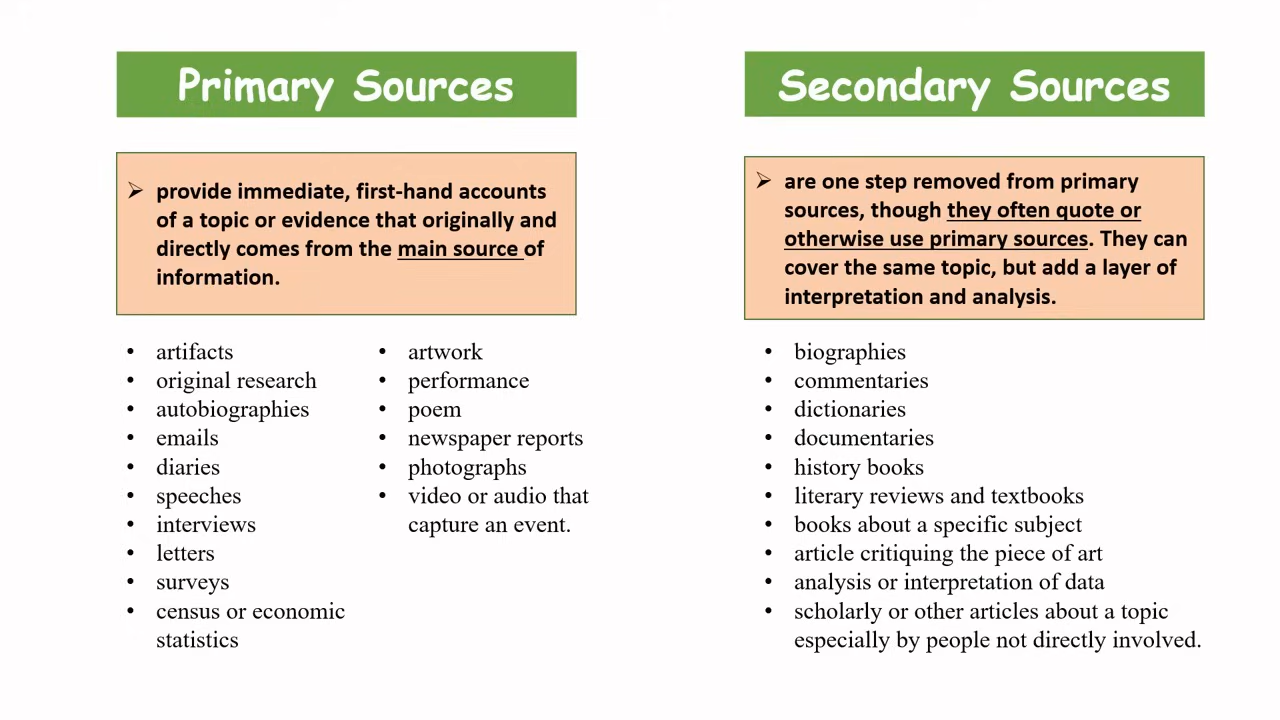 Primary Sources
➢ provide immediate, first-hand accounts
of a topic or evidence that originally and
directly comes from the main source of
information.
• artifacts
• original research
• autobiographies
• emails
• diaries
• speeches
• interviews
• letters
• surveys
• census or economic
statistics
• artwork
• performance
• poem
• newspaper reports
• photographs
• video or audio that
capture an event.
Secondary Sources
➢ are one step removed from primary
sources, though they often quote or
otherwise use primary sources. They can
cover the same topic, but add a layer of
interpretation and analysis.
• biographies
• commentaries
• dictionaries
• documentaries
• history books
• literary reviews and textbooks
• books about a specific subject
• article critiquing the piece of art
• analysis or interpretation of data
• scholarly or other articles about a topic
especially by people not directly involved.